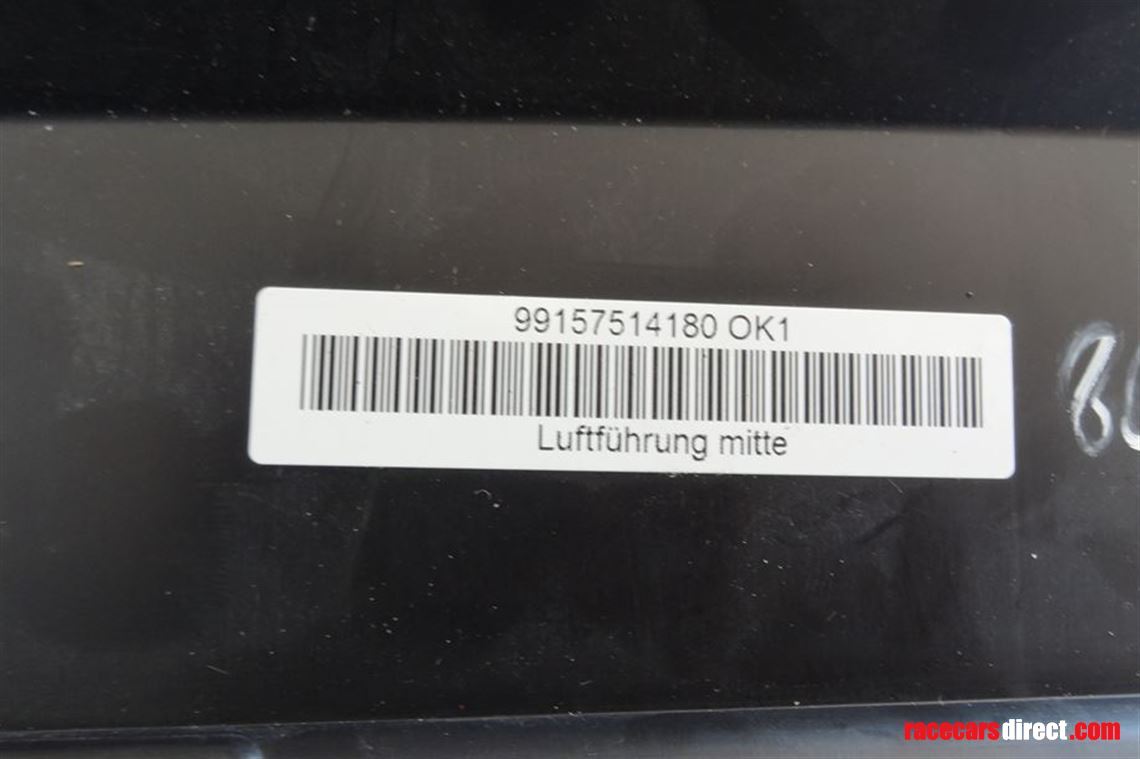 99157514180 OK1
Luftführung mitte
racecarsdirect.com